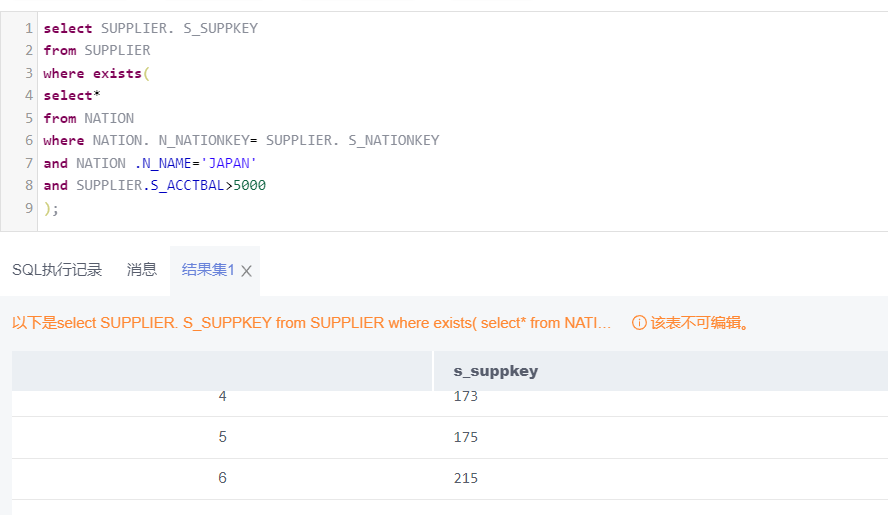 1 select SUPPLIER. S_SUPPKEY
2 from SUPPLIER
3 where exists(
4 select*
5 from NATION
6 where NATION. N_NATIONKEY= SUPPLIER. S_NATIONKEY
7 and NATION .N_NAME='JAPAN'
8 and SUPPLIER.S_ACCTBAL>5000
9 );
SQL执行记录 消息 结果集1 X
以下是select SUPPLIER. S_SUPPKEY from SUPPLIER where exists( select* from NATI... 该表不可编辑。
s_suppkey
4 173
5 175
6 215